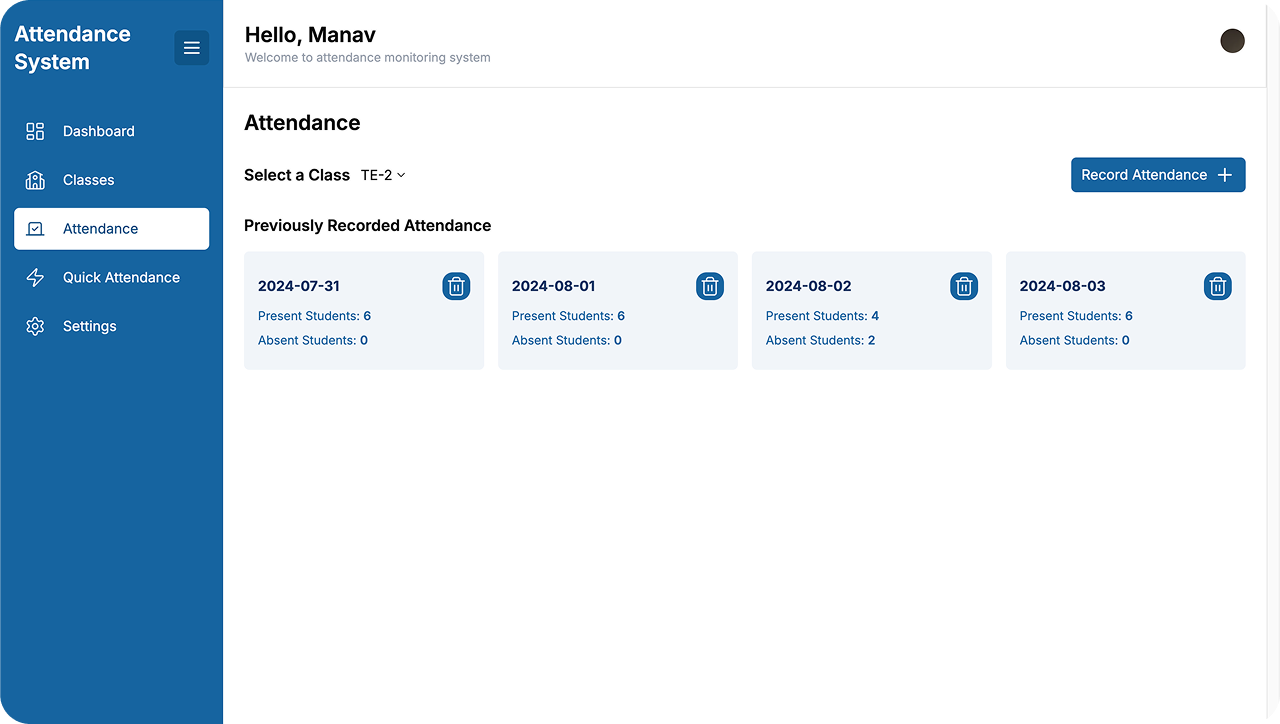 Attendance
System
Dashboard
Classes
Attendance
Quick Attendance
Settings
Hello, Manav
Welcome to attendance monitoring system
Attendance
Select a Class TE-2
Record Attendance
Previously Recorded Attendance
2024-07-31
Present Students: 6
Absent Students: 0
2024-08-01
Present Students: 6
Absent Students: 0
2024-08-02
Present Students: 4
Absent Students: 2
2024-08-03
Present Students: 6
Absent Students: 0